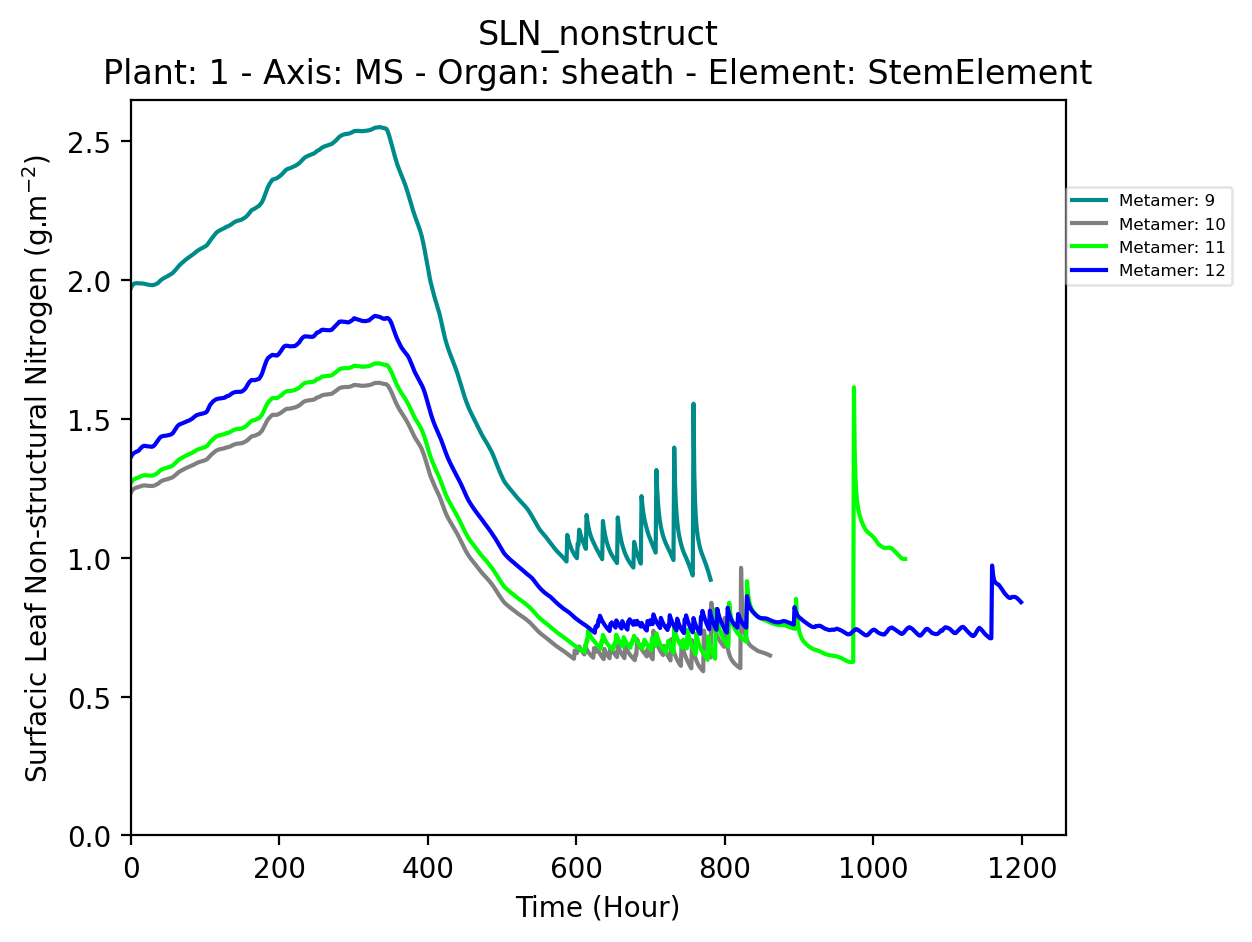 SLN_nonstruct
Plant: 1 - Axis: MS - Organ: sheath - Element: StemElement
Surfacic Leaf Non-structural Nitrogen (g.m⁻²)
2.5
2.0
1.5
1.0
0.5
0.0
Metamer: 9
Metamer: 10
Metamer: 11
Metamer: 12
0 200 400 600 800 1000 1200
Time (Hour)